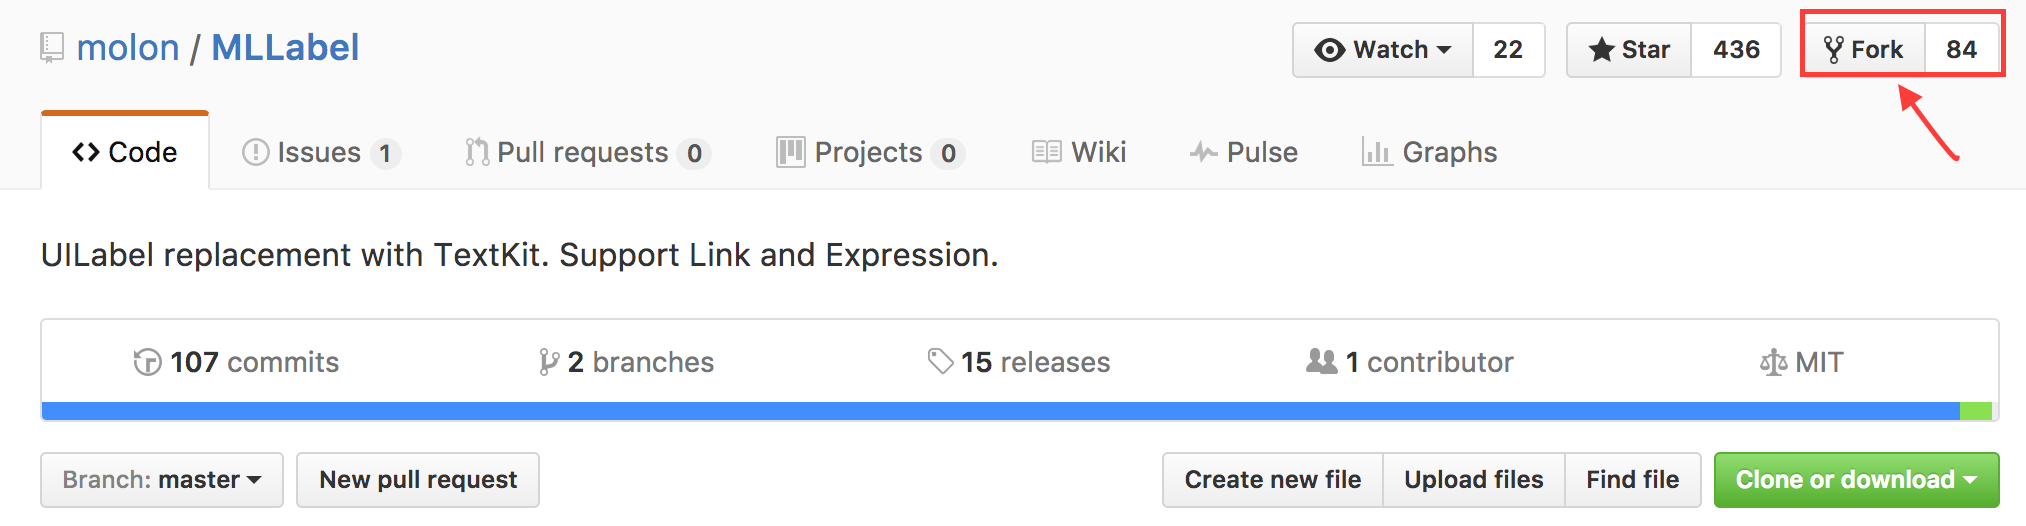 molon / MLLabel Watch 22 Star 436 Fork 84
Code Issues 1 Pull requests 0 Projects 0 Wiki Pulse Graphs
UILabel replacement with TextKit. Support Link and Expression.
107 commits 2 branches 15 releases 1 contributor MIT
Branch: master New pull request Create new file Upload files Find file Clone or download